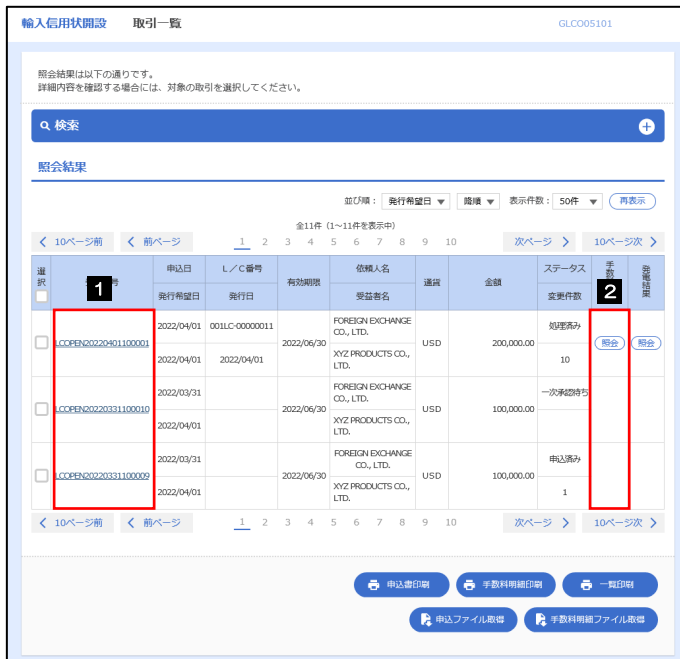 輸入信用状開設 取引一覧 GLCO05101
照会結果は以下の通りです。
詳細内容を確認する場合には、対象の取引を選択してください。
検索
照会結果
並び順： 発行希望日 ▼ 降順 ▼ 表示件数： 50件 ▼ 再表示
全11件（1～11件を表示中）
10ページ前 前ページ 1 2 3 4 5 6 7 8 9 10 次ページ 10ページ次
選択 号 申込日 L／C番号 有効期限 依頼人名 通貨 金額 ステータス 手数 発電結果
1 2
発行希望日 発行日 受益者名 変更件数
2022/04/01 001LC-00000011 FOREIGN EXCHANGE CO., LTD. 処理済み
LCOPEN20220401100001 2022/06/30 USD 200,000.00 照会 照会
2022/04/01 2022/04/01 XYZ PRODUCTS CO., LTD. 10
2022/03/31 FOREIGN EXCHANGE CO., LTD. 一次承認待ち
LCOPEN20220331100010 2022/06/30 USD 100,000.00
2022/04/01 XYZ PRODUCTS CO., LTD.
2022/03/31 FOREIGN EXCHANGE CO., LTD. 申込済み
LCOPEN20220331100009 2022/06/30 USD 100,000.00
2022/04/01 XYZ PRODUCTS CO., LTD. 1
10ページ前 前ページ 1 2 3 4 5 6 7 8 9 10 次ページ 10ページ次
申込書印刷 手数料明細印刷 一覧印刷
申込ファイル取得 手数料明細ファイル取得